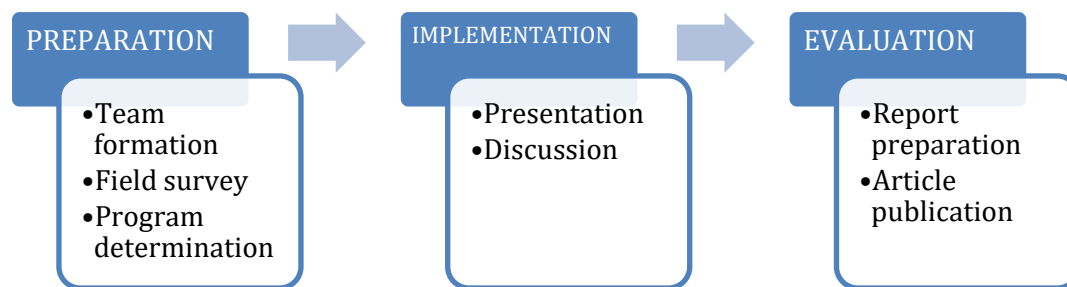 PREPARATION
•Team
formation
•Field survey
•Program
determination
IMPLEMENTATION
•Presentation
•Discussion
EVALUATION
•Report
preparation
•Article
publication